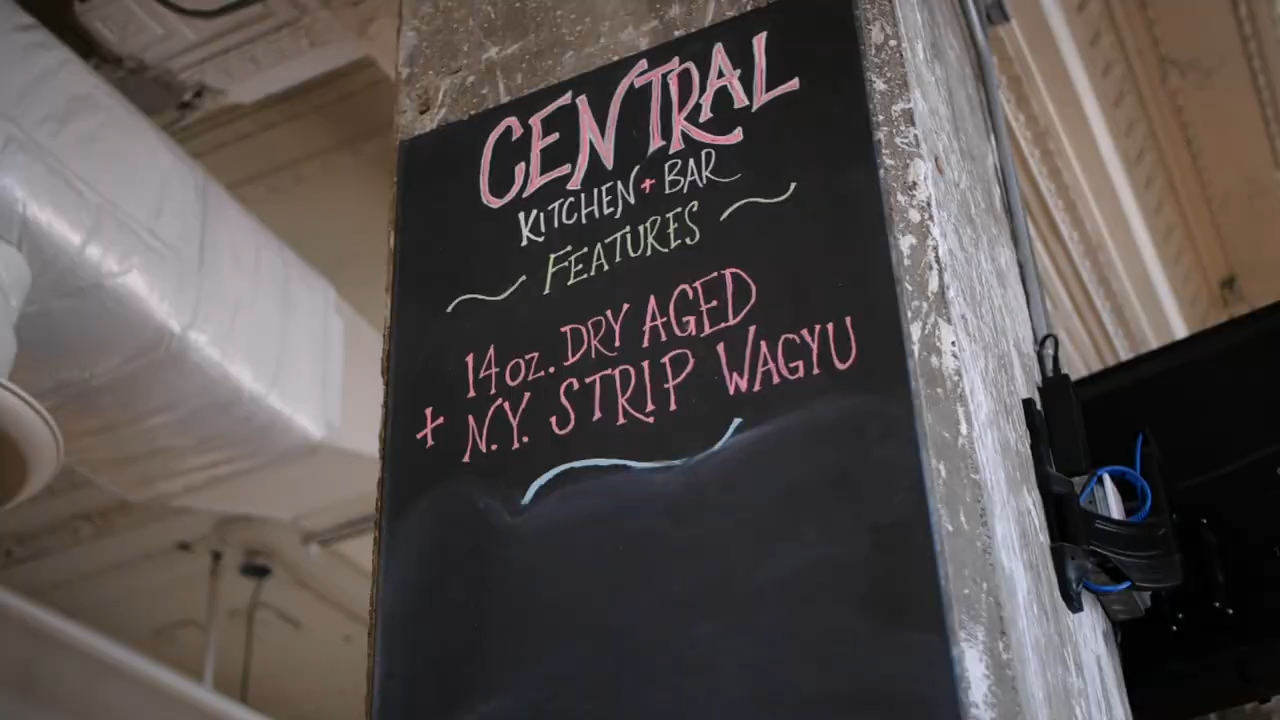 CENTRAL
KITCHEN + BAR
FEATURES
14 oz. DRY AGED
+ N.Y. STRIP WAGYU